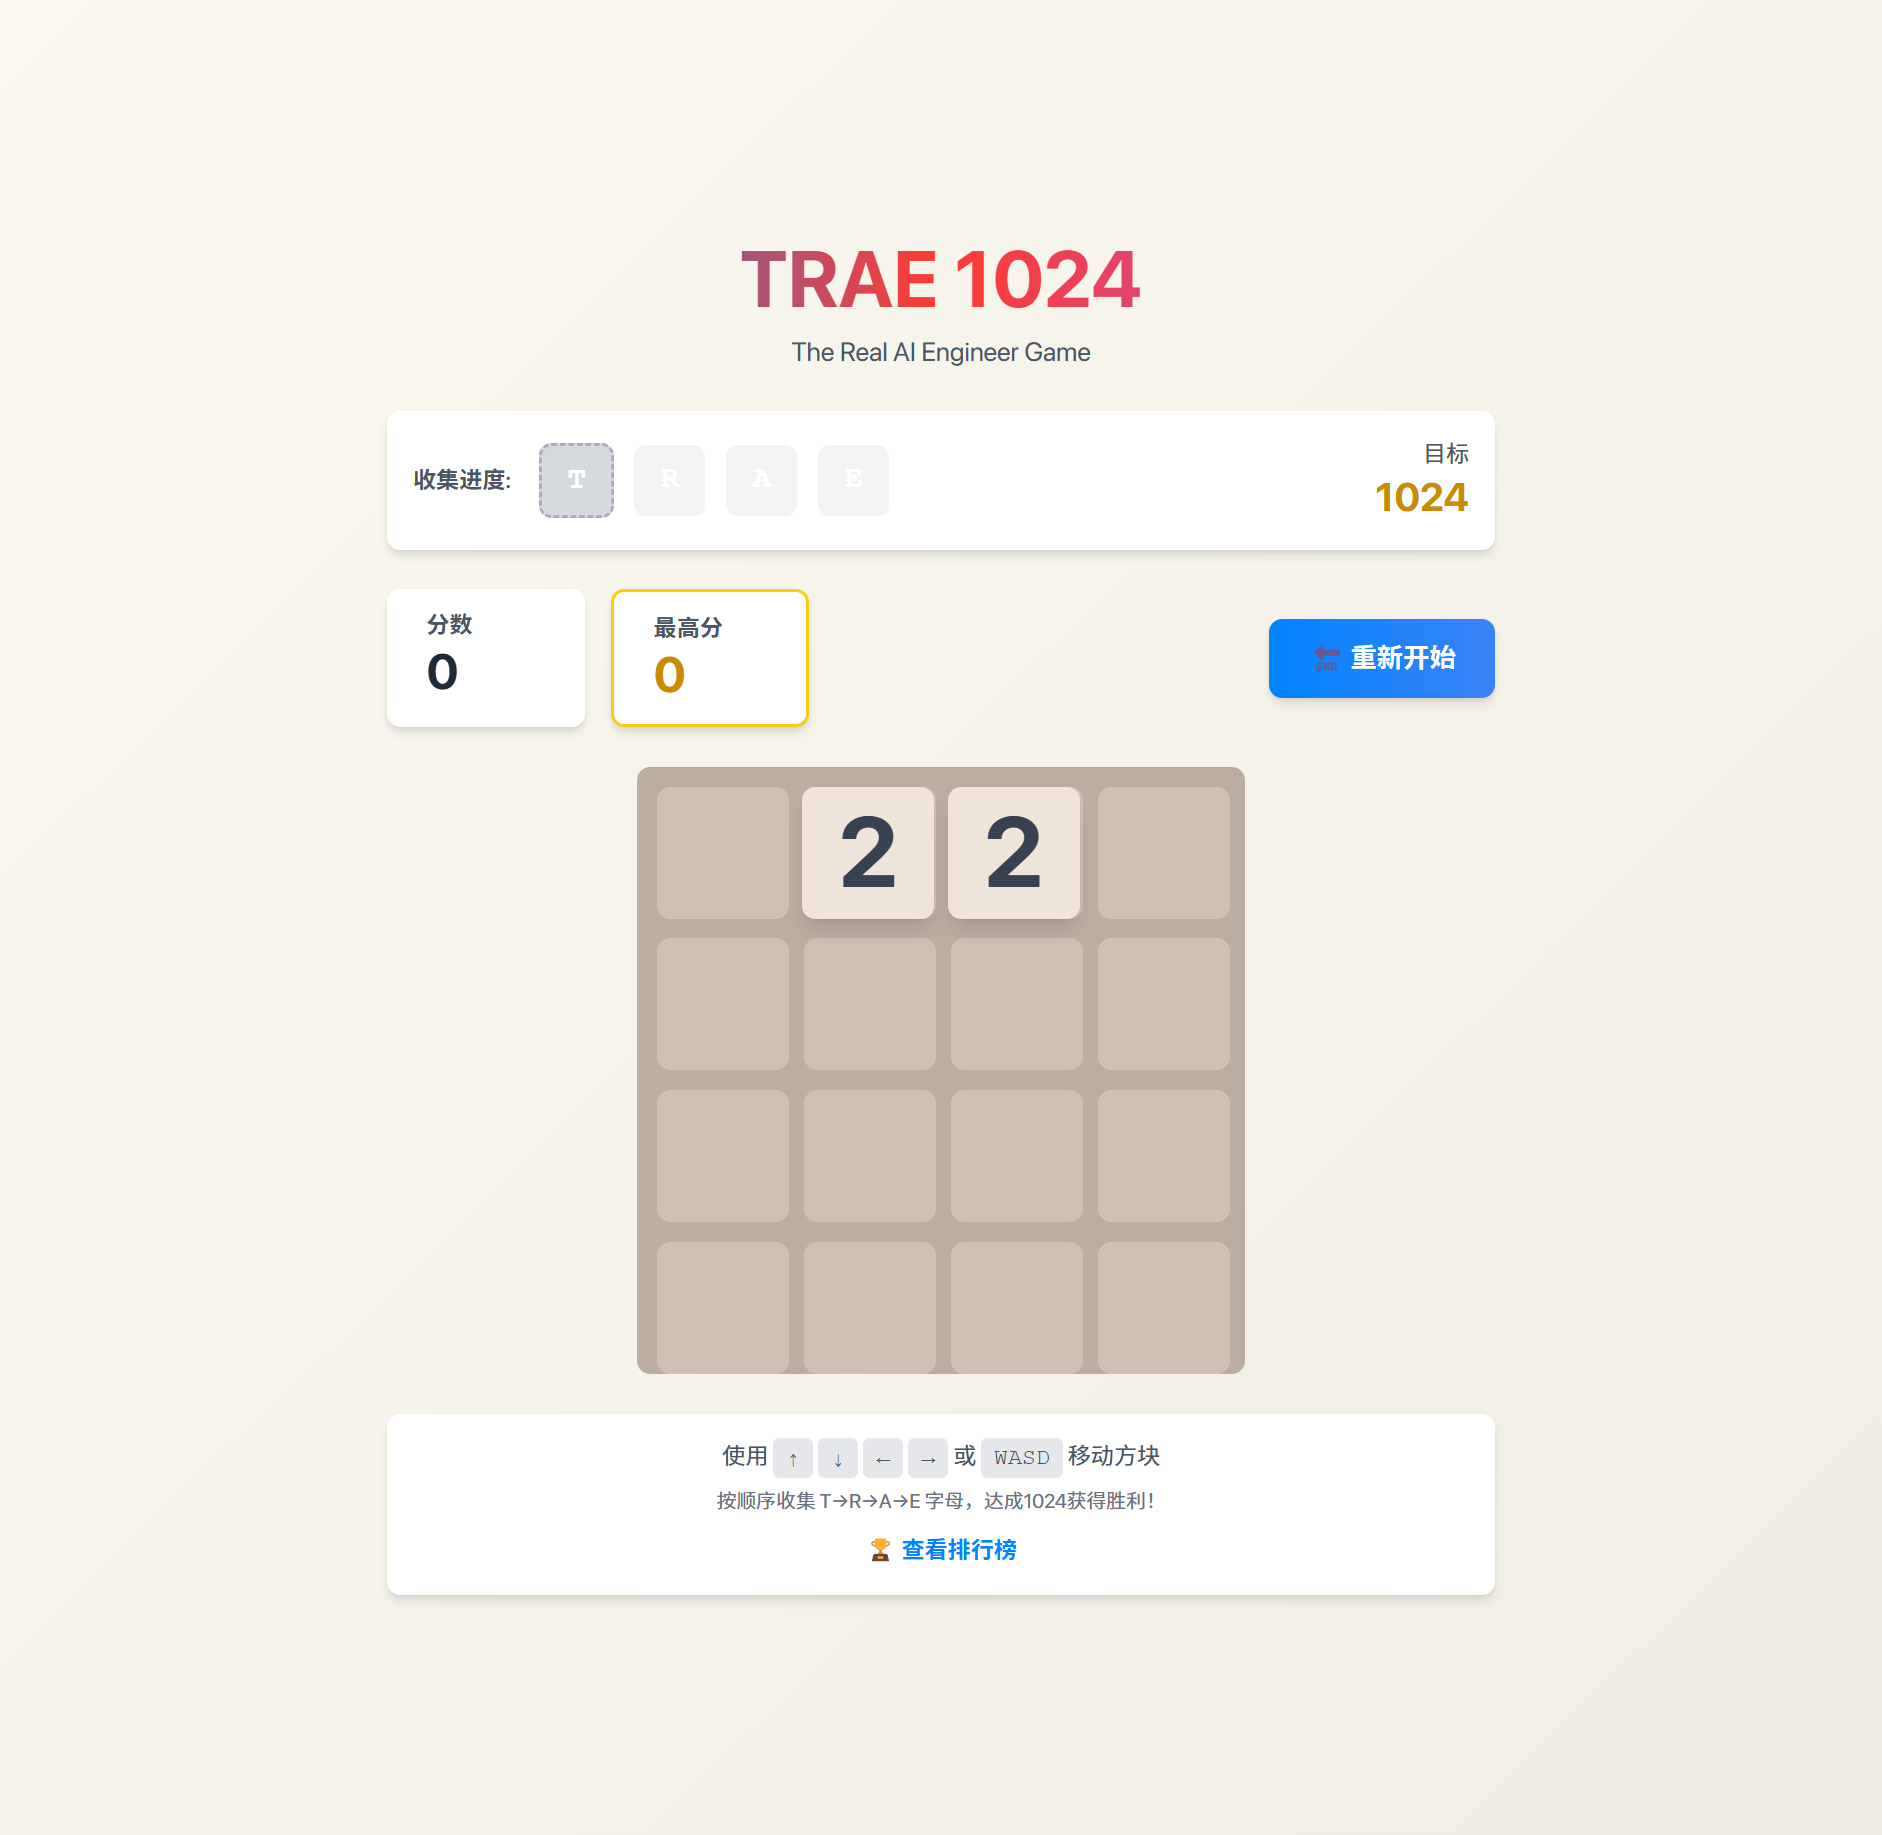 TRAE 1024
The Real AI Engineer Game
收集进度: T R A E
目标
1024
分数
0
最高分
0
🔚 重新开始
2 2
使用 ↑ ↓ ← → 或 WASD 移动方块
按顺序收集 T→R→A→E 字母，达成1024获得胜利！
🏆 查看排行榜